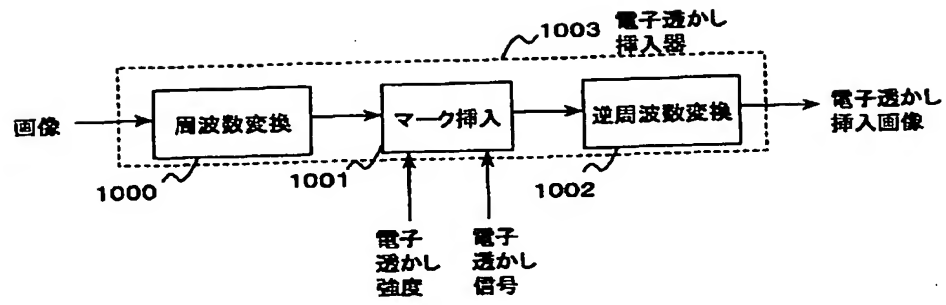 1003 電子透かし
挿入器
画像
周波数変換
マーク挿入
逆周波数変換
電子透かし
挿入画像
1000
1001
1002
電子
透かし
強度
電子
透かし
信号